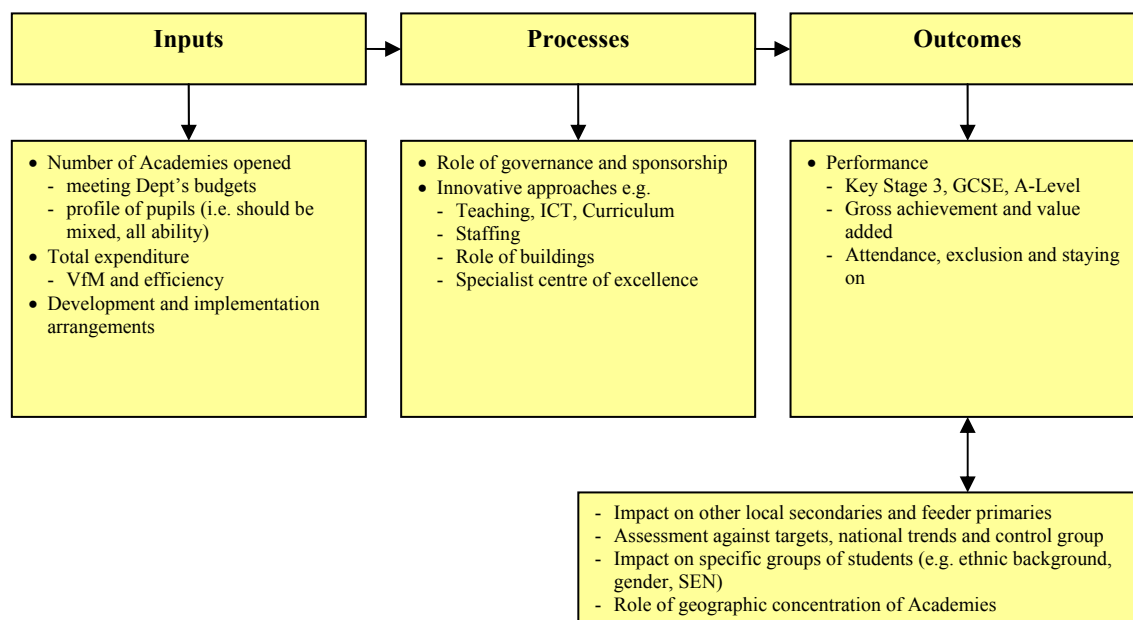 Inputs
Processes
Outcomes
• Number of Academies opened
- meeting Dept's budgets
- profile of pupils (i.e. should be
mixed, all ability)
• Total expenditure
- VfM and efficiency
• Development and implementation
arrangements
• Role of governance and sponsorship
• Innovative approaches e.g.
- Teaching, ICT, Curriculum
- Staffing
- Role of buildings
- Specialist centre of excellence
• Performance
- Key Stage 3, GCSE, A-Level
- Gross achievement and value
added
- Attendance, exclusion and staying
on
- Impact on other local secondaries and feeder primaries
- Assessment against targets, national trends and control group
- Impact on specific groups of students (e.g. ethnic background,
gender, SEN)
- Role of geographic concentration of Academies